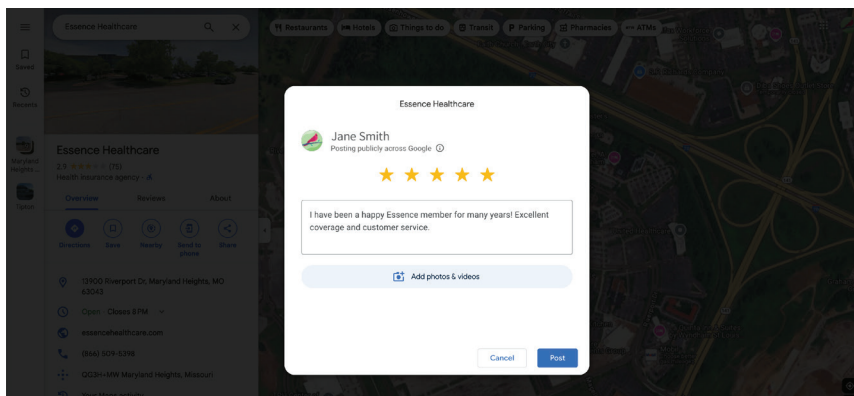 Essence Healthcare
Restaurants
Hotels
Things to do
Transit
Parking
Pharmacies
ATMs
Saved
Recents
Maryland
Heights ...
Essence Healthcare
2.9 (75)
Health insurance agency
Overview
Reviews
About
Directions
Save
Nearby
Send to
phone
Share
13900 Riverport Dr, Maryland Heights, MO
63043
Open · Closes 8 PM
essencehealthcare.com
(866) 509-5398
Maryland Heights, Missouri
Essence Healthcare
Jane Smith
Posting publicly across Google
I have been a happy Essence member for many years! Excellent
coverage and customer service.
Add photos & videos
Cancel
Post